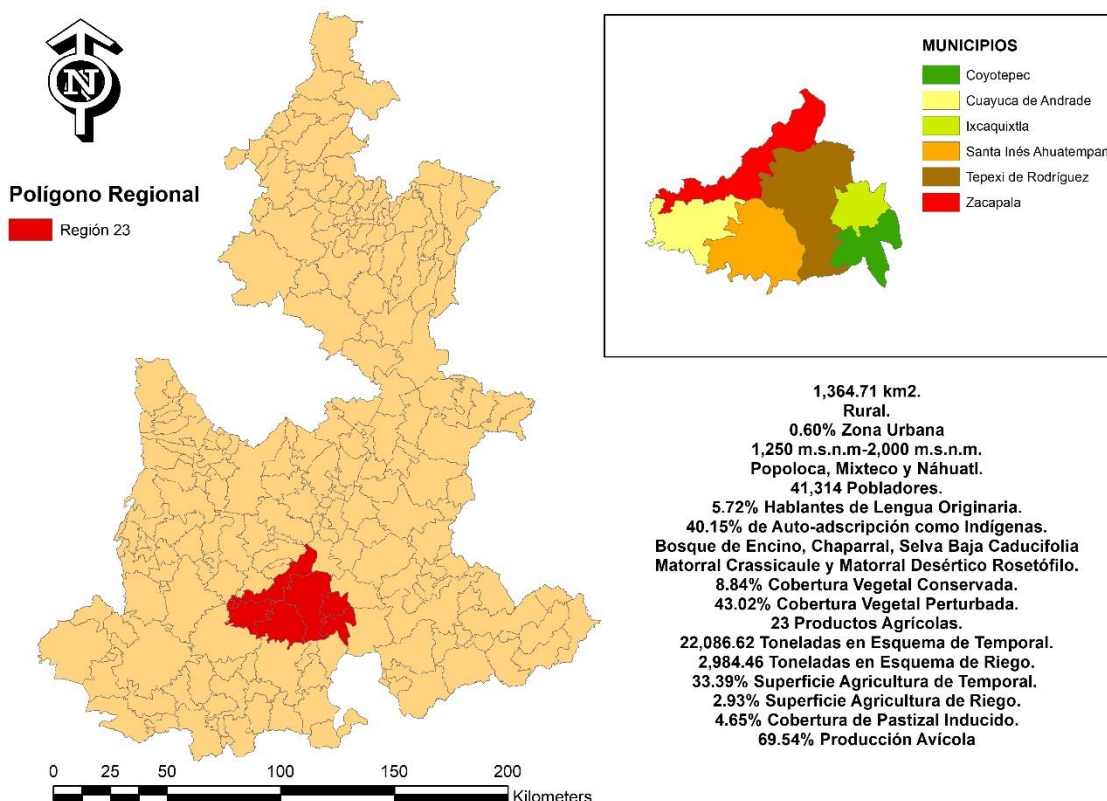 N
Polígono Regional
Región 23
MUNICIPIOS
Coyotepec
Cuayuca de Andrade
Ixcaquixtla
Santa Inés Ahuatempan
Tepexi de Rodríguez
Zacapala
1,364.71 km2.
Rural.
0.60% Zona Urbana
1,250 m.s.n.m-2,000 m.s.n.m.
Popoloca, Mixteco y Náhuatl.
41,314 Pobladores.
5.72% Hablantes de Lengua Originaria.
40.15% de Auto-adscripción como Indígenas.
Bosque de Encino, Chaparral, Selva Baja Caducifolia
Matorral Crassicaule y Matorral Desértico Rosetófilo.
8.84% Cobertura Vegetal Conservada.
43.02% Cobertura Vegetal Perturbada.
23 Productos Agrícolas.
22,086.62 Toneladas en Esquema de Temporal.
2,984.46 Toneladas en Esquema de Riego.
33.39% Superficie Agricultura de Temporal.
2.93% Superficie Agricultura de Riego.
4.65% Cobertura de Pastizal Inducido.
69.54% Producción Avícola
0 25 50 100 150 200
Kilometers